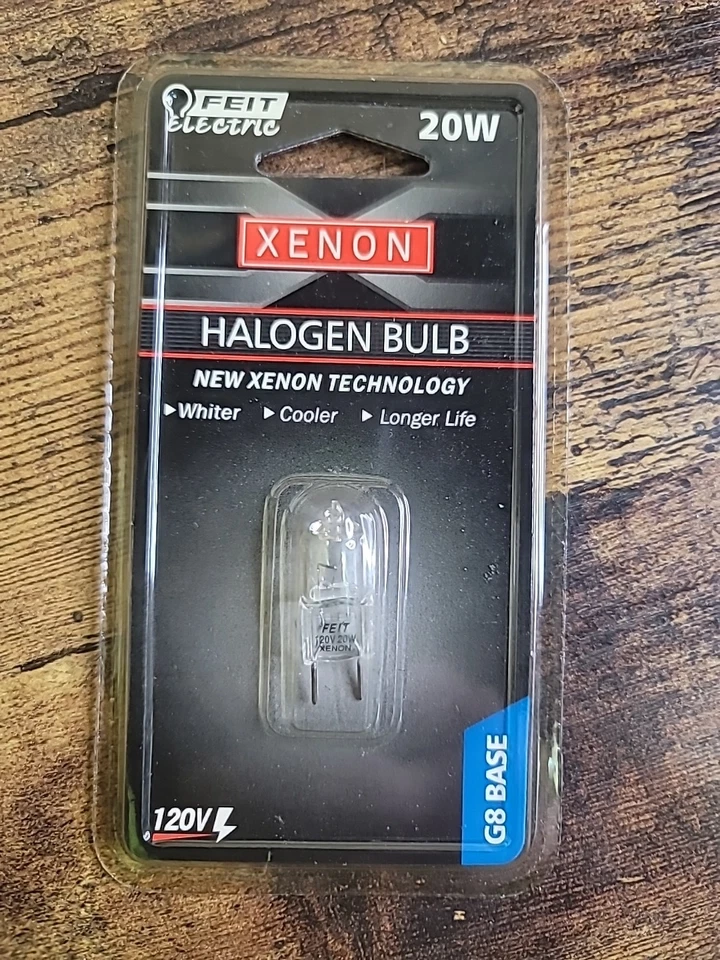 FEIT
Electric
20W
XENON
HALOGEN BULB
NEW XENON TECHNOLOGY
Whiter Cooler Longer Life
FEIT
120V 20W
XENON
120V
G8 BASE